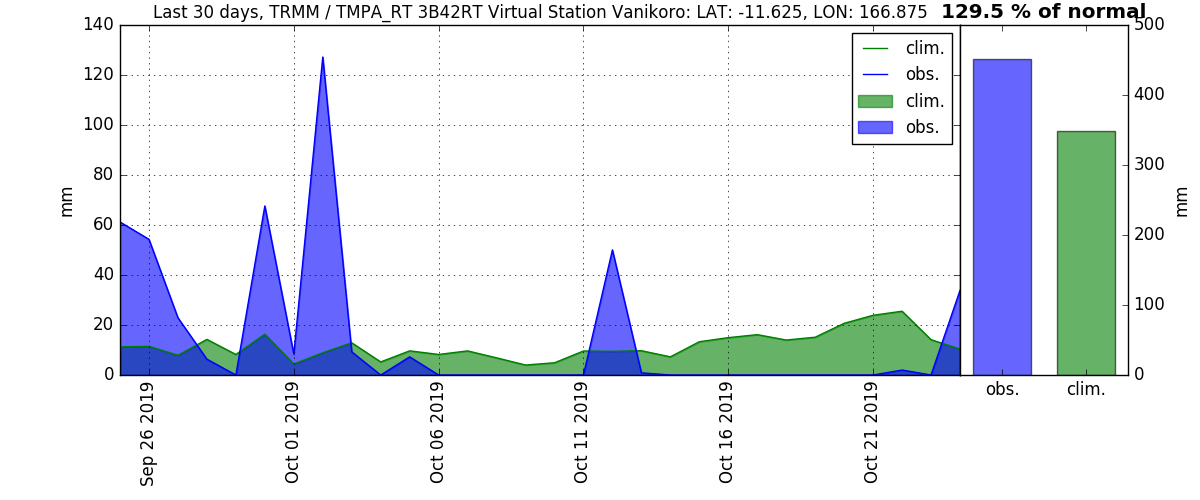 Last 30 days, TRMM / TMPA_RT 3B42RT Virtual Station Vanikoro: LAT: -11.625, LON: 166.875 129.5 % of normal
140
120
100
80
60
40
20
0
mm
clim.
obs.
clim.
obs.
Sep 26 2019
Oct 01 2019
Oct 06 2019
Oct 11 2019
Oct 16 2019
Oct 21 2019
500
400
300
200
100
0
mm
obs.
clim.